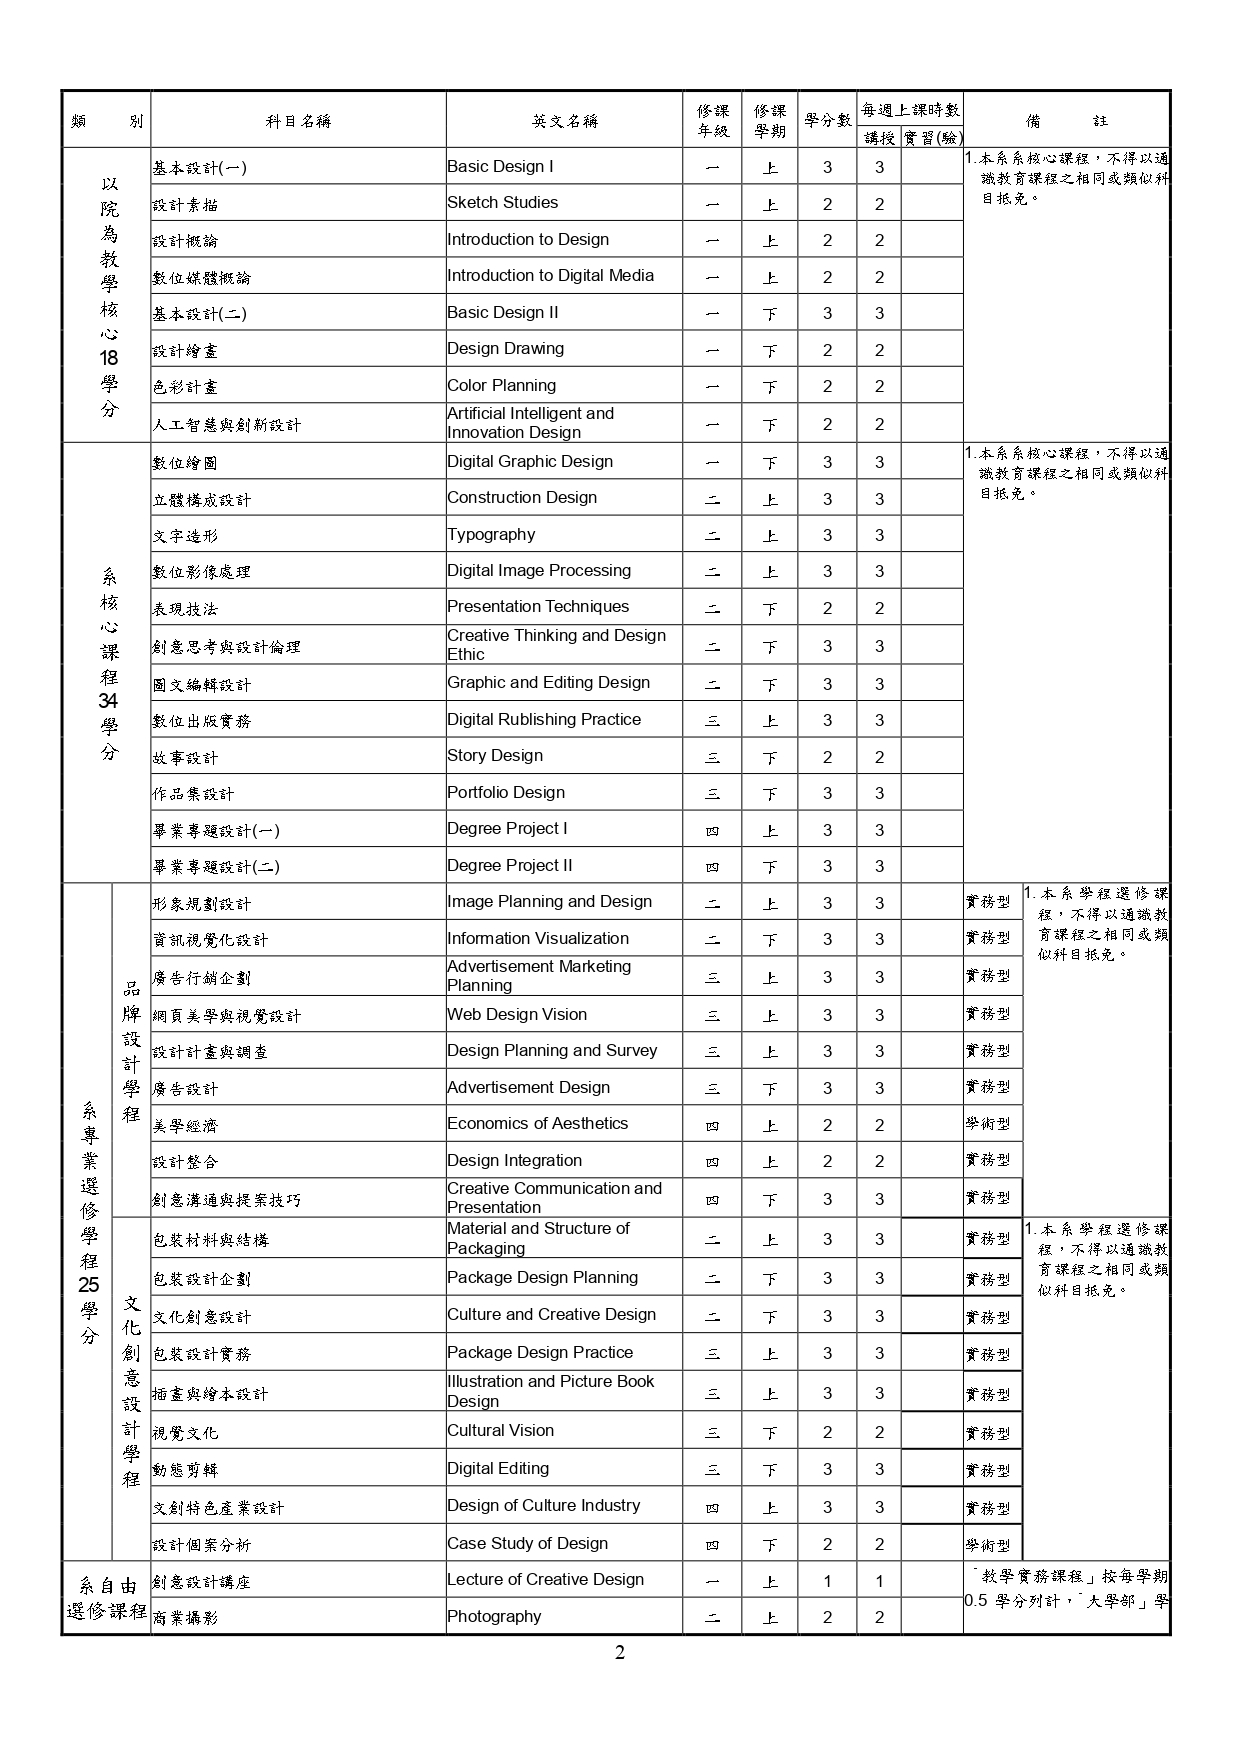 類 別 科目名稱 英文名稱 修課年級 修課學期 學分數 每週上課時數 備 註
講授 實習(驗)
以院為教學核心18學分
基本設計(一) Basic Design I 一 上 3 3
1.本系系核心課程，不得以通
識教育課程之相同或類似科
目抵免。
設計素描 Sketch Studies 一 上 2 2
設計概論 Introduction to Design 一 上 2 2
數位媒體概論 Introduction to Digital Media 一 上 2 2
基本設計(二) Basic Design II 一 下 3 3
設計繪畫 Design Drawing 一 下 2 2
色彩計畫 Color Planning 一 下 2 2
人工智慧與創新設計 Artificial Intelligent and
Innovation Design 一 下 2 2
系核心課程34學分
數位繪圖 Digital Graphic Design 一 下 3 3
1.本系系核心課程，不得以通
識教育課程之相同或類似科
目抵免。
立體構成設計 Construction Design 二 上 3 3
文字造形 Typography 二 上 3 3
數位影像處理 Digital Image Processing 二 上 3 3
表現技法 Presentation Techniques 二 下 2 2
創意思考與設計倫理 Creative Thinking and Design
Ethic 二 下 3 3
圖文編輯設計 Graphic and Editing Design 二 下 3 3
數位出版實務 Digital Rublishing Practice 三 上 3 3
故事設計 Story Design 三 下 2 2
作品集設計 Portfolio Design 三 下 3 3
畢業專題設計(一) Degree Project I 四 上 3 3
畢業專題設計(二) Degree Project II 四 下 3 3
系專業選修學程25學分
品牌設計學程
形象規劃設計 Image Planning and Design 二 上 3 3 實務型
1.本系學程選修課
程，不得以通識教
育課程之相同或類
似科目抵免。
資訊視覺化設計 Information Visualization 二 下 3 3 實務型
廣告行銷企劃 Advertisement Marketing
Planning 三 上 3 3 實務型
網頁美學與視覺設計 Web Design Vision 三 上 3 3 實務型
設計計畫與調查 Design Planning and Survey 三 上 3 3 實務型
廣告設計 Advertisement Design 三 下 3 3 實務型
美學經濟 Economics of Aesthetics 四 上 2 2 學術型
設計整合 Design Integration 四 上 2 2 實務型
創意溝通與提案技巧 Creative Communication and
Presentation 四 下 3 3 實務型
文化創意設計學程
包裝材料與結構 Material and Structure of
Packaging 二 上 3 3 實務型
1.本系學程選修課
程，不得以通識教
育課程之相同或類
似科目抵免。
包裝設計企劃 Package Design Planning 二 下 3 3 實務型
文化創意設計 Culture and Creative Design 二 下 3 3 實務型
包裝設計實務 Package Design Practice 三 上 3 3 實務型
插畫與繪本設計 Illustration and Picture Book
Design 三 上 3 3 實務型
視覺文化 Cultural Vision 三 下 2 2 實務型
動態剪輯 Digital Editing 三 下 3 3 實務型
文創特色產業設計 Design of Culture Industry 四 上 3 3 實務型
設計個案分析 Case Study of Design 四 下 2 2 學術型
系自由
選修課程
創意設計講座 Lecture of Creative Design 一 上 1 1
「教學實務課程」按每學期
0.5 學分列計，「大學部」學
商業攝影 Photography 二 上 2 2
2